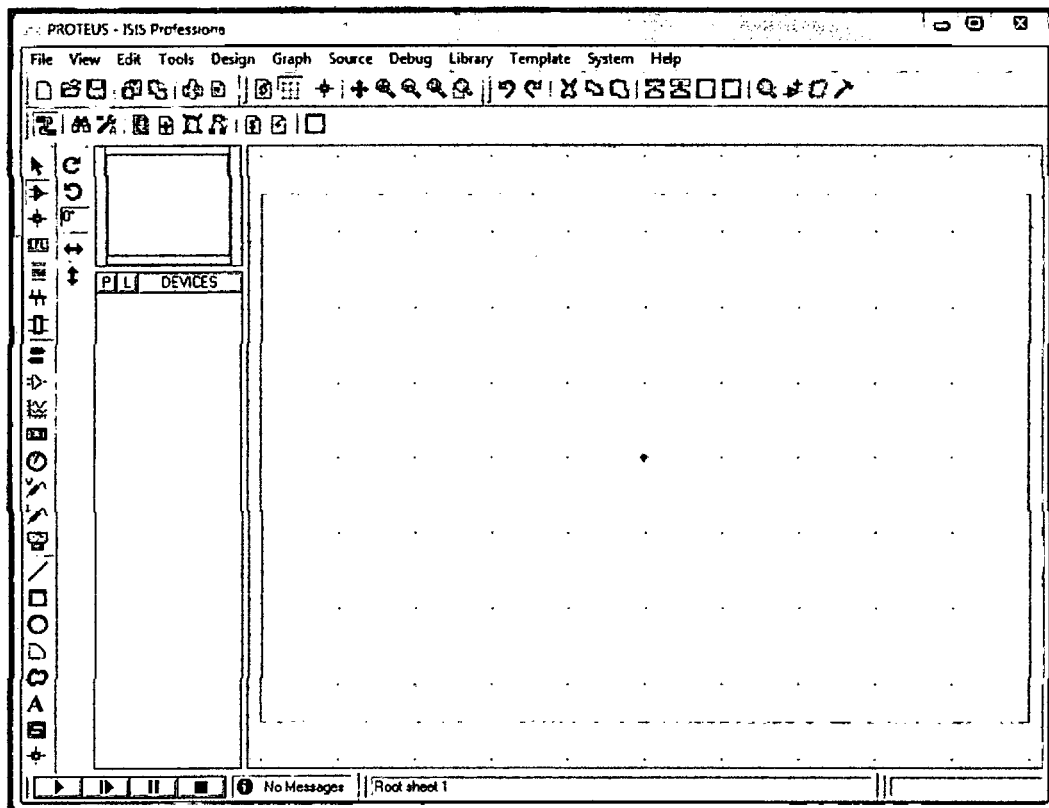 PROTEUS - ISIS Professiona
File View Edit Tools Design Graph Source Debug Library Template System Help
P L DEVICES
A
No Messages Root sheet 1